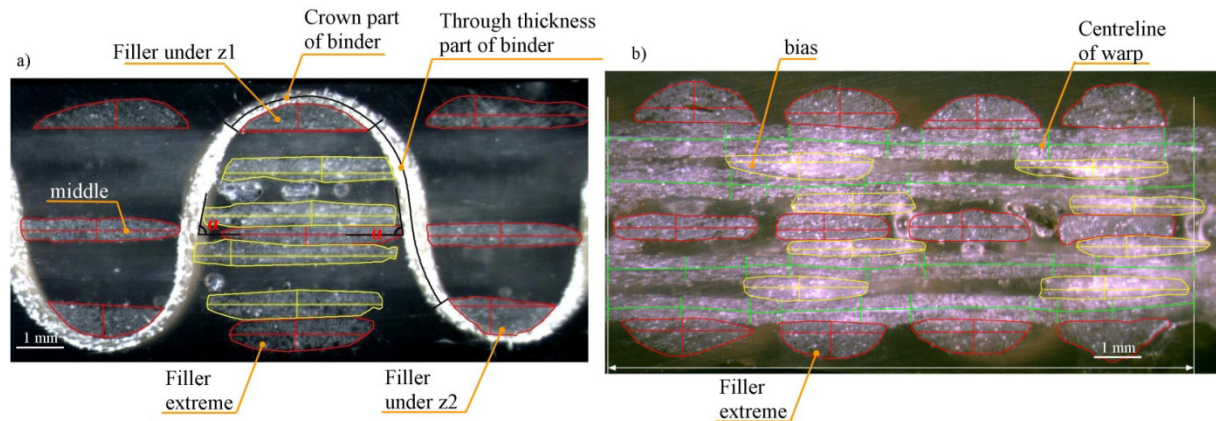 a)
Filler under z1
Crown part
of binder
Through thickness
part of binder
middle
α
α
1 mm
Filler
extreme
Filler
under z2
b)
bias
Centreline
of warp
1 mm
Filler
extreme